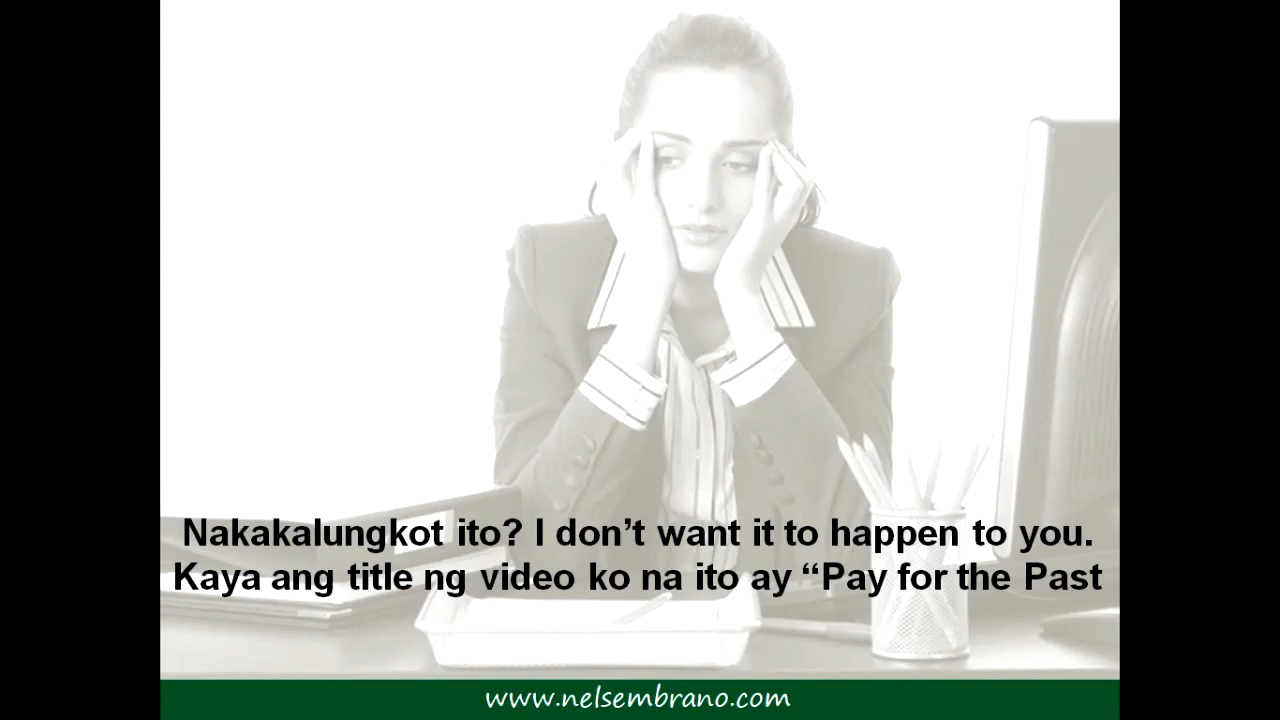 Nakakalungkot ito? I don’t want it to happen to you.
Kaya ang title ng video ko na ito ay “Pay for the Past
www.nelsembrano.com